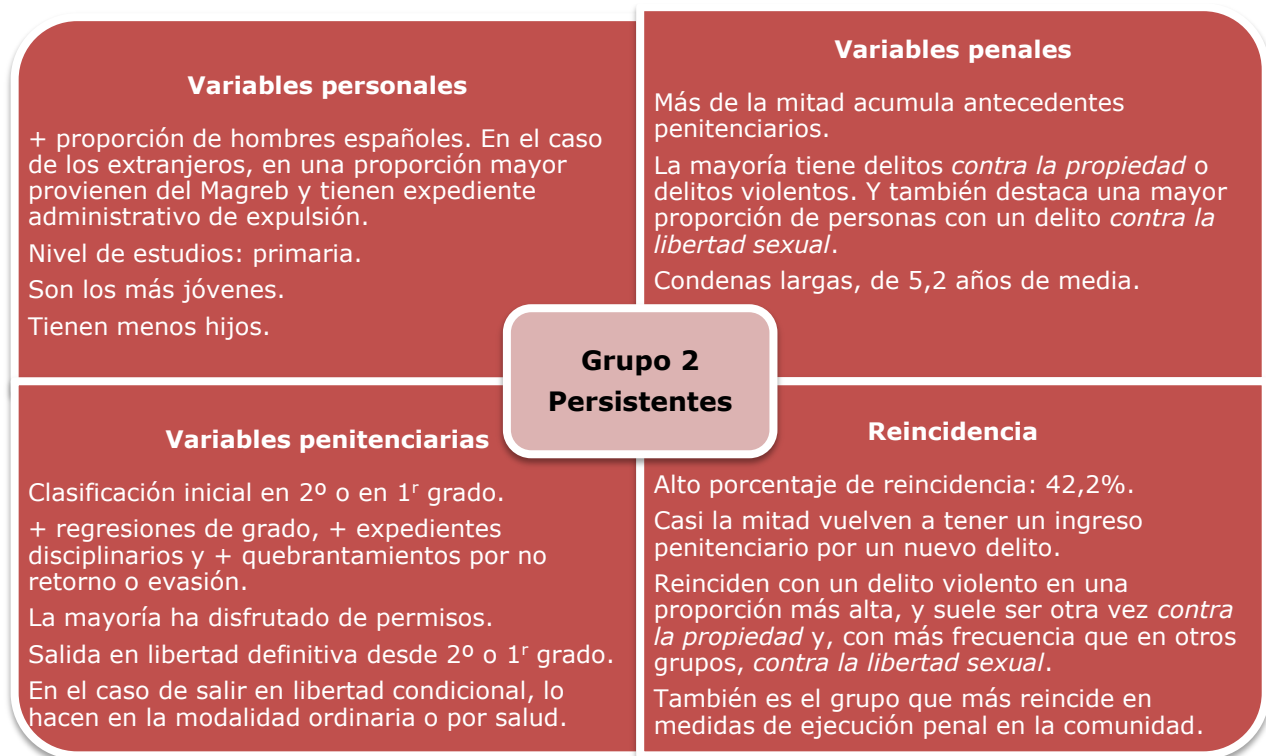 Variables personales
+ proporción de hombres españoles. En el caso
de los extranjeros, en una proporción mayor
provienen del Magreb y tienen expediente
administrativo de expulsión.
Nivel de estudios: primaria.
Son los más jóvenes.
Tienen menos hijos.
Variables penales
Más de la mitad acumula antecedentes
penitenciarios.
La mayoría tiene delitos contra la propiedad o
delitos violentos. Y también destaca una mayor
proporción de personas con un delito contra la
libertad sexual.
Condenas largas, de 5,2 años de media.
Grupo 2
Persistentes
Variables penitenciarias
Clasificación inicial en 2º o en 1ʳ grado.
+ regresiones de grado, + expedientes
disciplinarios y + quebrantamientos por no
retorno o evasión.
La mayoría ha disfrutado de permisos.
Salida en libertad definitiva desde 2º o 1ʳ grado.
En el caso de salir en libertad condicional, lo
hacen en la modalidad ordinaria o por salud.
Reincidencia
Alto porcentaje de reincidencia: 42,2%.
Casi la mitad vuelven a tener un ingreso
penitenciario por un nuevo delito.
Reinciden con un delito violento en una
proporción más alta, y suele ser otra vez contra
la propiedad y, con más frecuencia que en otros
grupos, contra la libertad sexual.
También es el grupo que más reincide en
medidas de ejecución penal en la comunidad.